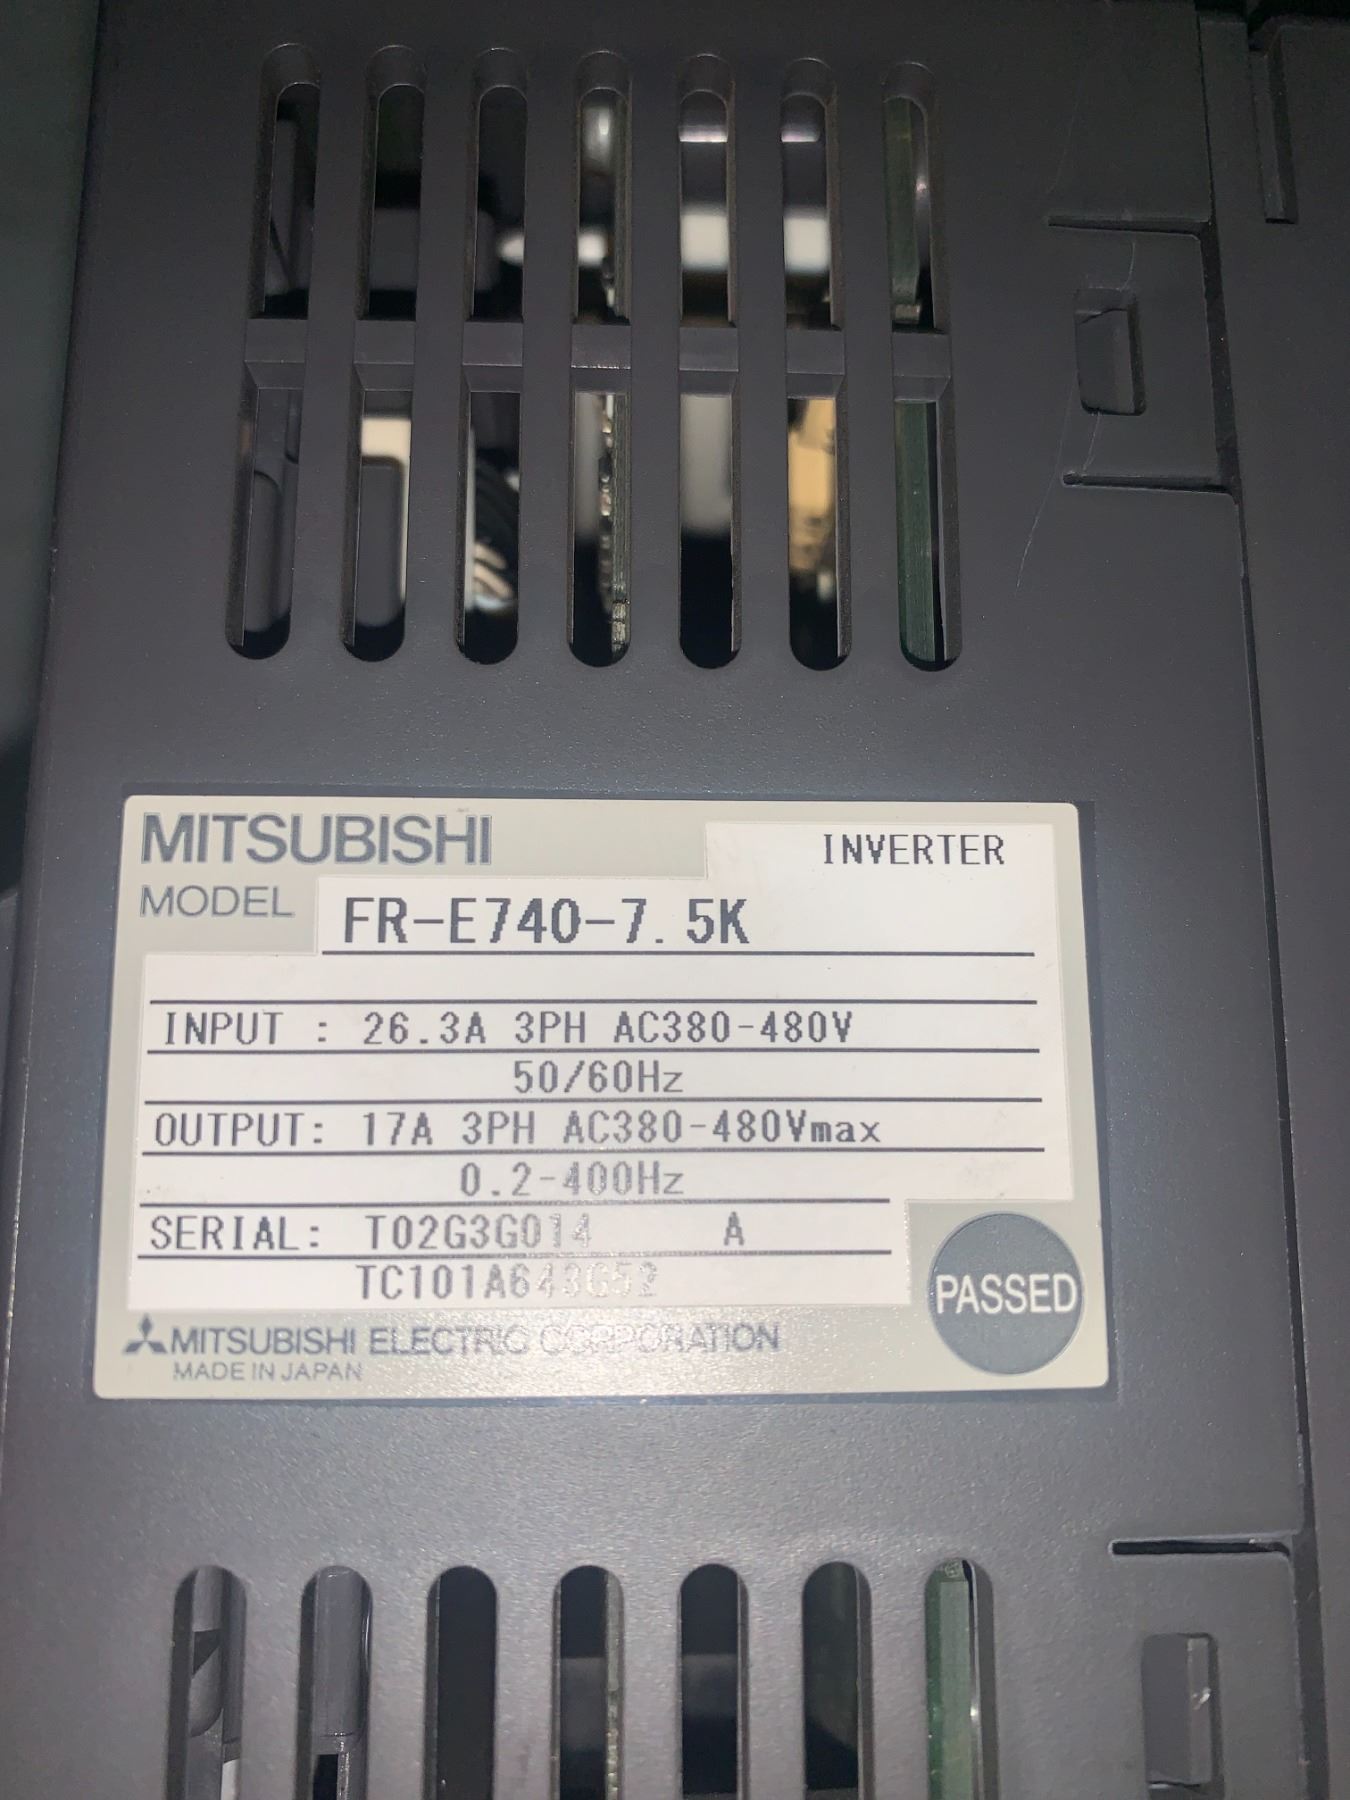 MITSUBISHI
INVERTER
MODEL FR-E740-7.5K
INPUT : 26.3A 3PH AC380-480V
50/60Hz
OUTPUT: 17A 3PH AC380-480Vmax
0.2-400Hz
SERIAL: T02G3G014 A
TC101A643G52
PASSED
MITSUBISHI ELECTRIC CORPORATION
MADE IN JAPAN